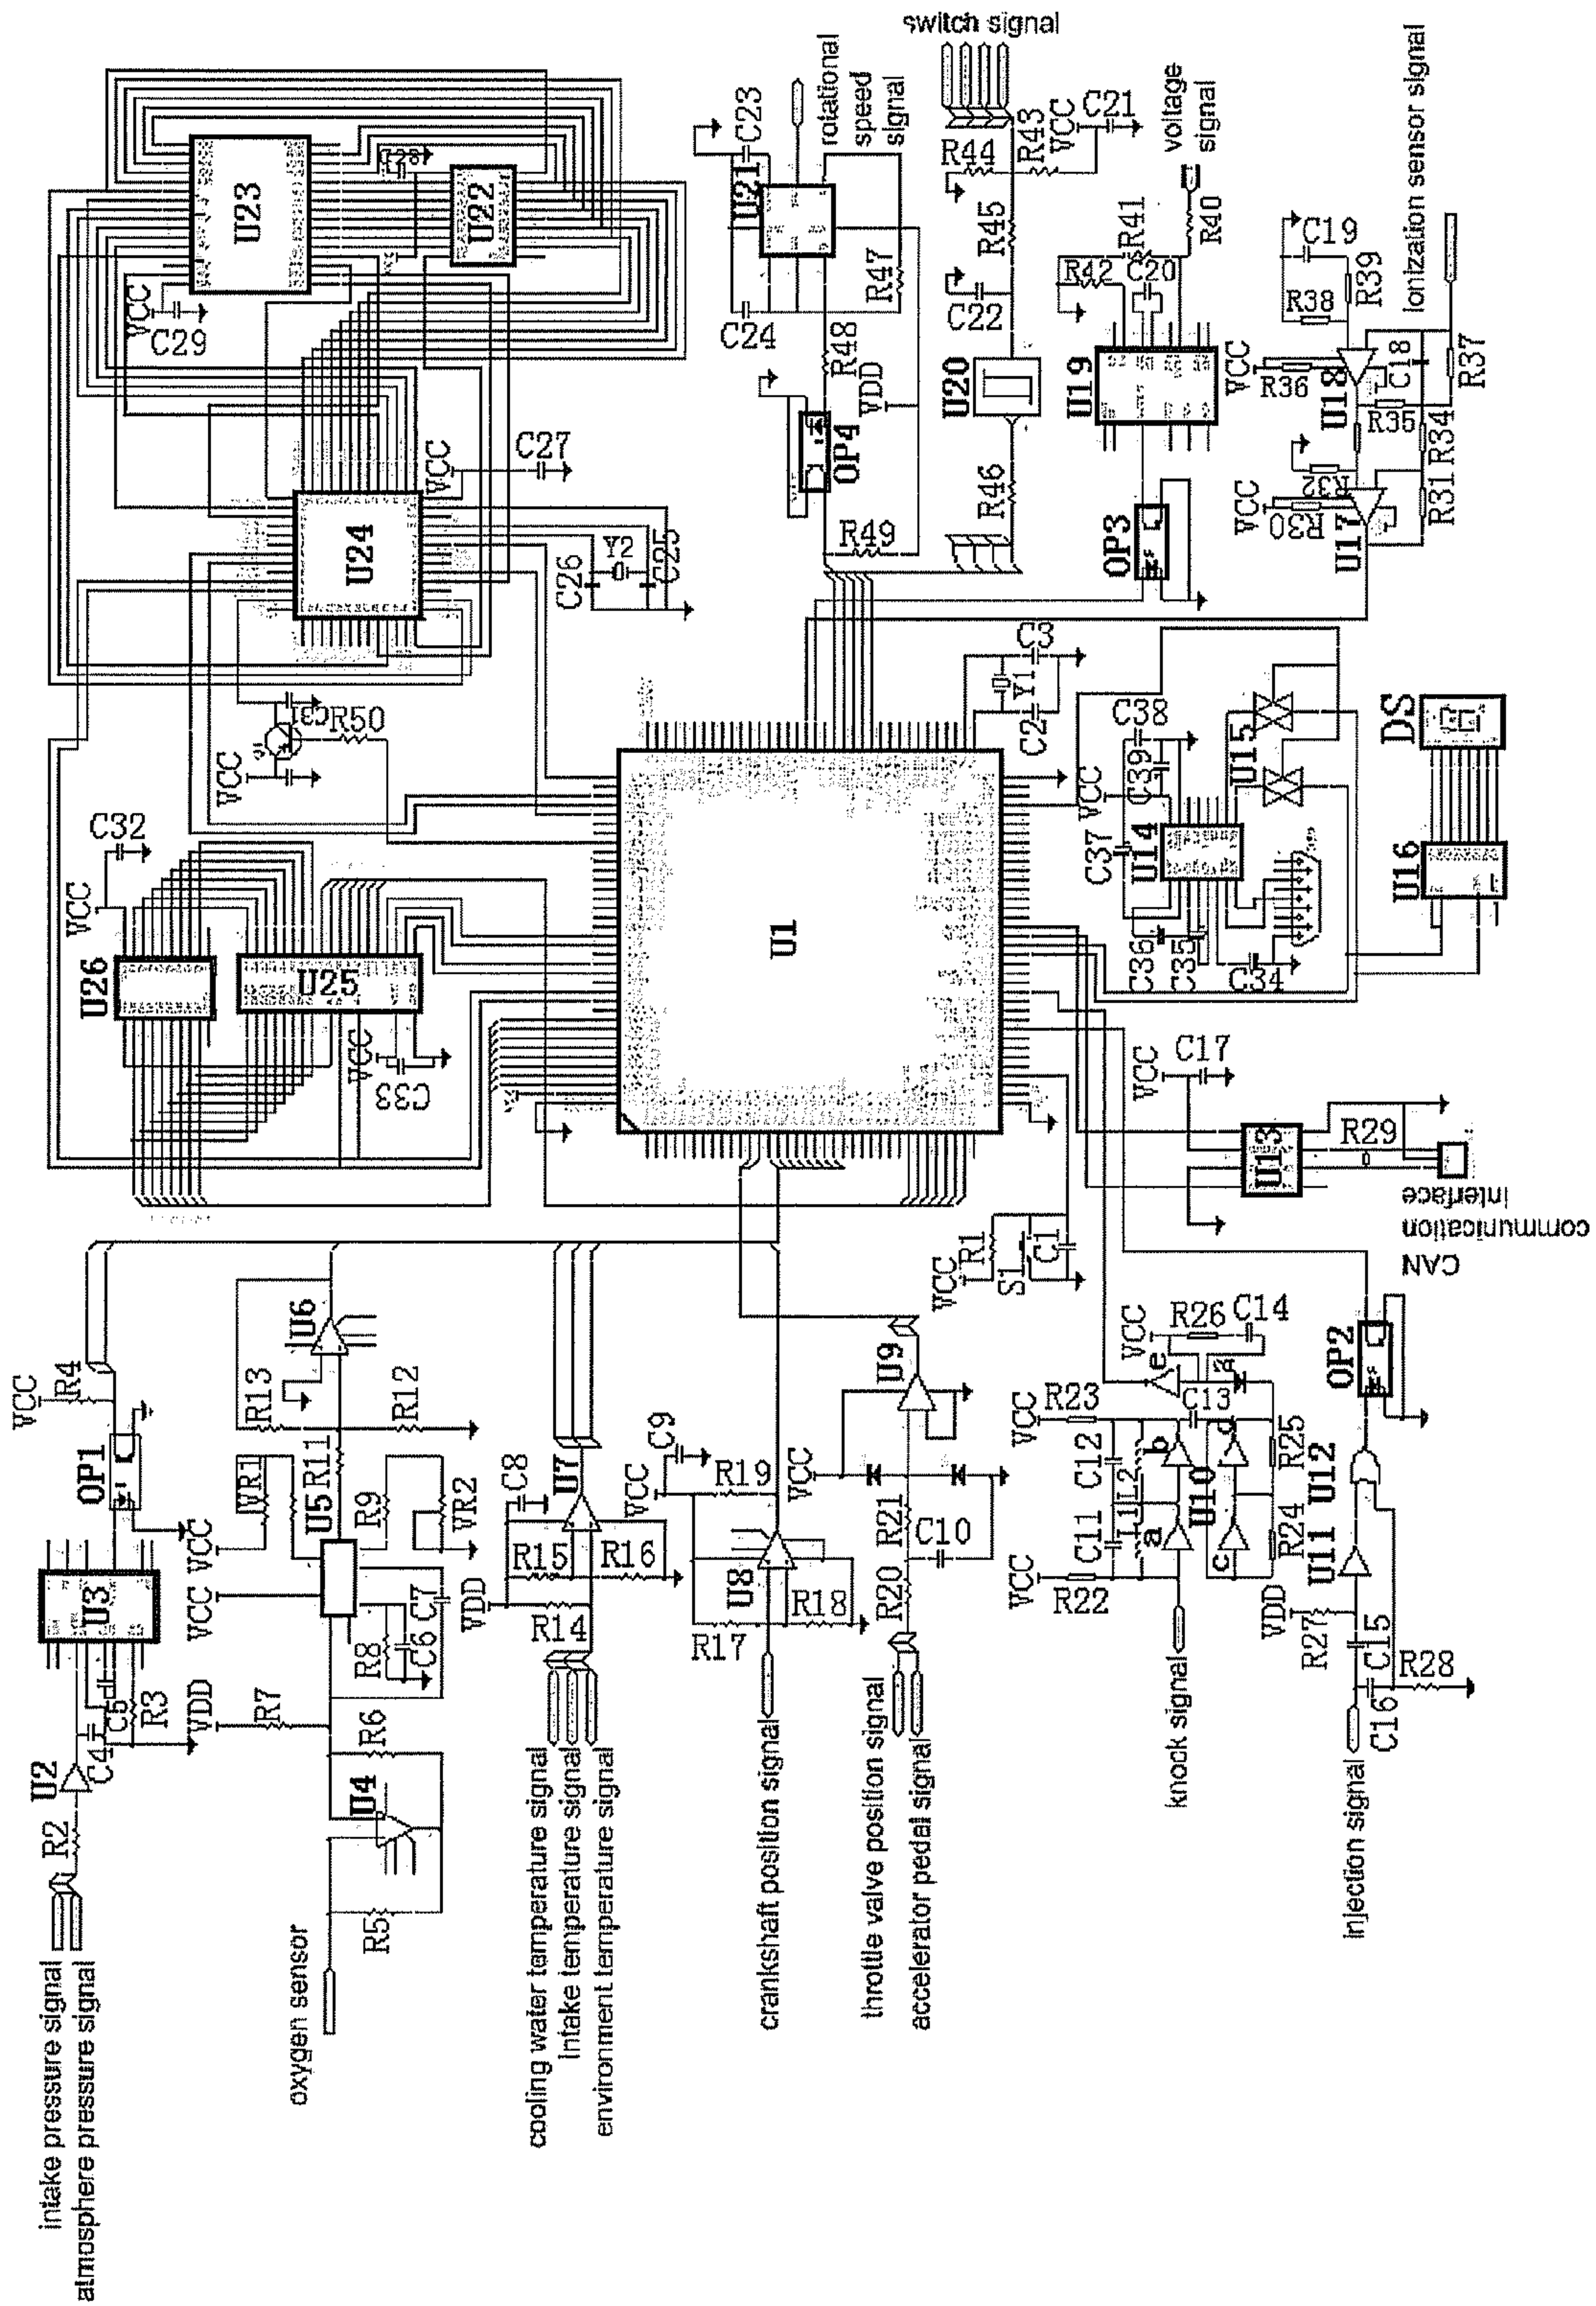 switch signal
rotational
speed
signal
C23
U21
C24
R47
R48
OP4
VDD
R49
U23
C28
U22
VCC
C29
VCC
C27
U24
C26
Y2
C25
R44
R43
VCC
C21
R45
C22
U20
R46
voltage
signal
R41
R40
R42
C20
U19
OP3
ionization sensor signal
C19
R39
R38
VCC
R36
U18
C18
R37
R35
R34
R32
VCC
R30
U17
R31
C31
R50
VCC
C32
VCC
U26
U25
VCC
C33
U1
C3
Y1
C2
C38
C39
VCC
U15
C37
U14
C36
C35
C34
DS
U16
VCC
C17
U13
R29
CAN
communication
interface
VCC
R1
S1
C1
VCC
R4
OP1
U3
C5
R3
C4
U2
R2
intake pressure signal
atmosphere pressure signal
U6
R13
R12
R11
VR1
U5
R9
VR2
VCC
VCC
R8
C6
C7
VDD
R7
R6
U4
R5
oxygen sensor
C8
U7
R15
R16
VDD
R14
cooling water temperature signal
intake temperature signal
environment temperature signal
C9
VCC
R19
U8
R18
R17
crankshaft position signal
U9
VCC
R21
C10
R20
throttle valve position signal
accelerator pedal signal
VCC
R26
C14
e
a
VCC
R23
C13
C12
b
d
L2
U10
R25
L1
C11
a
c
R24
VCC
R22
knock signal
OP2
U12
U11
VDD
R27
C15
R28
C16
injection signal